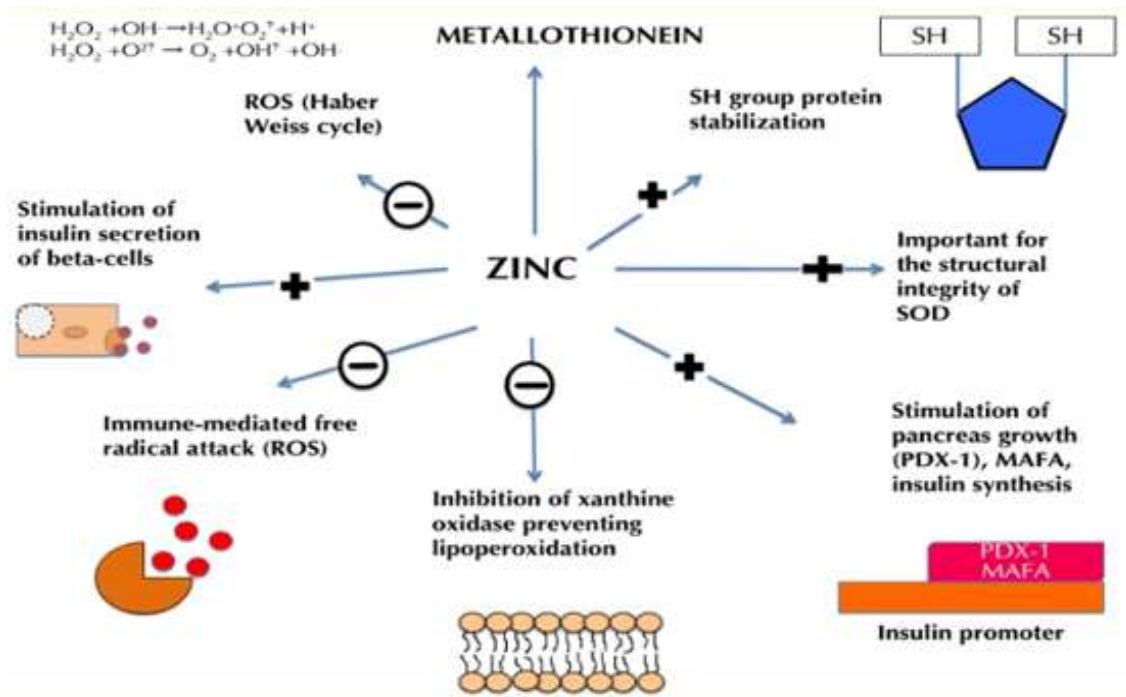 H₂O₂ +OH →H₂O+O₂† +H+
H₂O₂ +O²† → O₂ +OH† +OH
METALLOTHIONEIN
SH SH
ROS (Haber
Weiss cycle)
SH group protein
stabilization
Stimulation of
insulin secretion
of beta-cells
ZINC
Important for
the structural
integrity of
SOD
Immune-mediated free
radical attack (ROS)
Inhibition of xanthine
oxidase preventing
lipoperoxidation
Stimulation of
pancreas growth
(PDX-1), MAFA,
insulin synthesis
PDX-1
MAFA
Insulin promoter